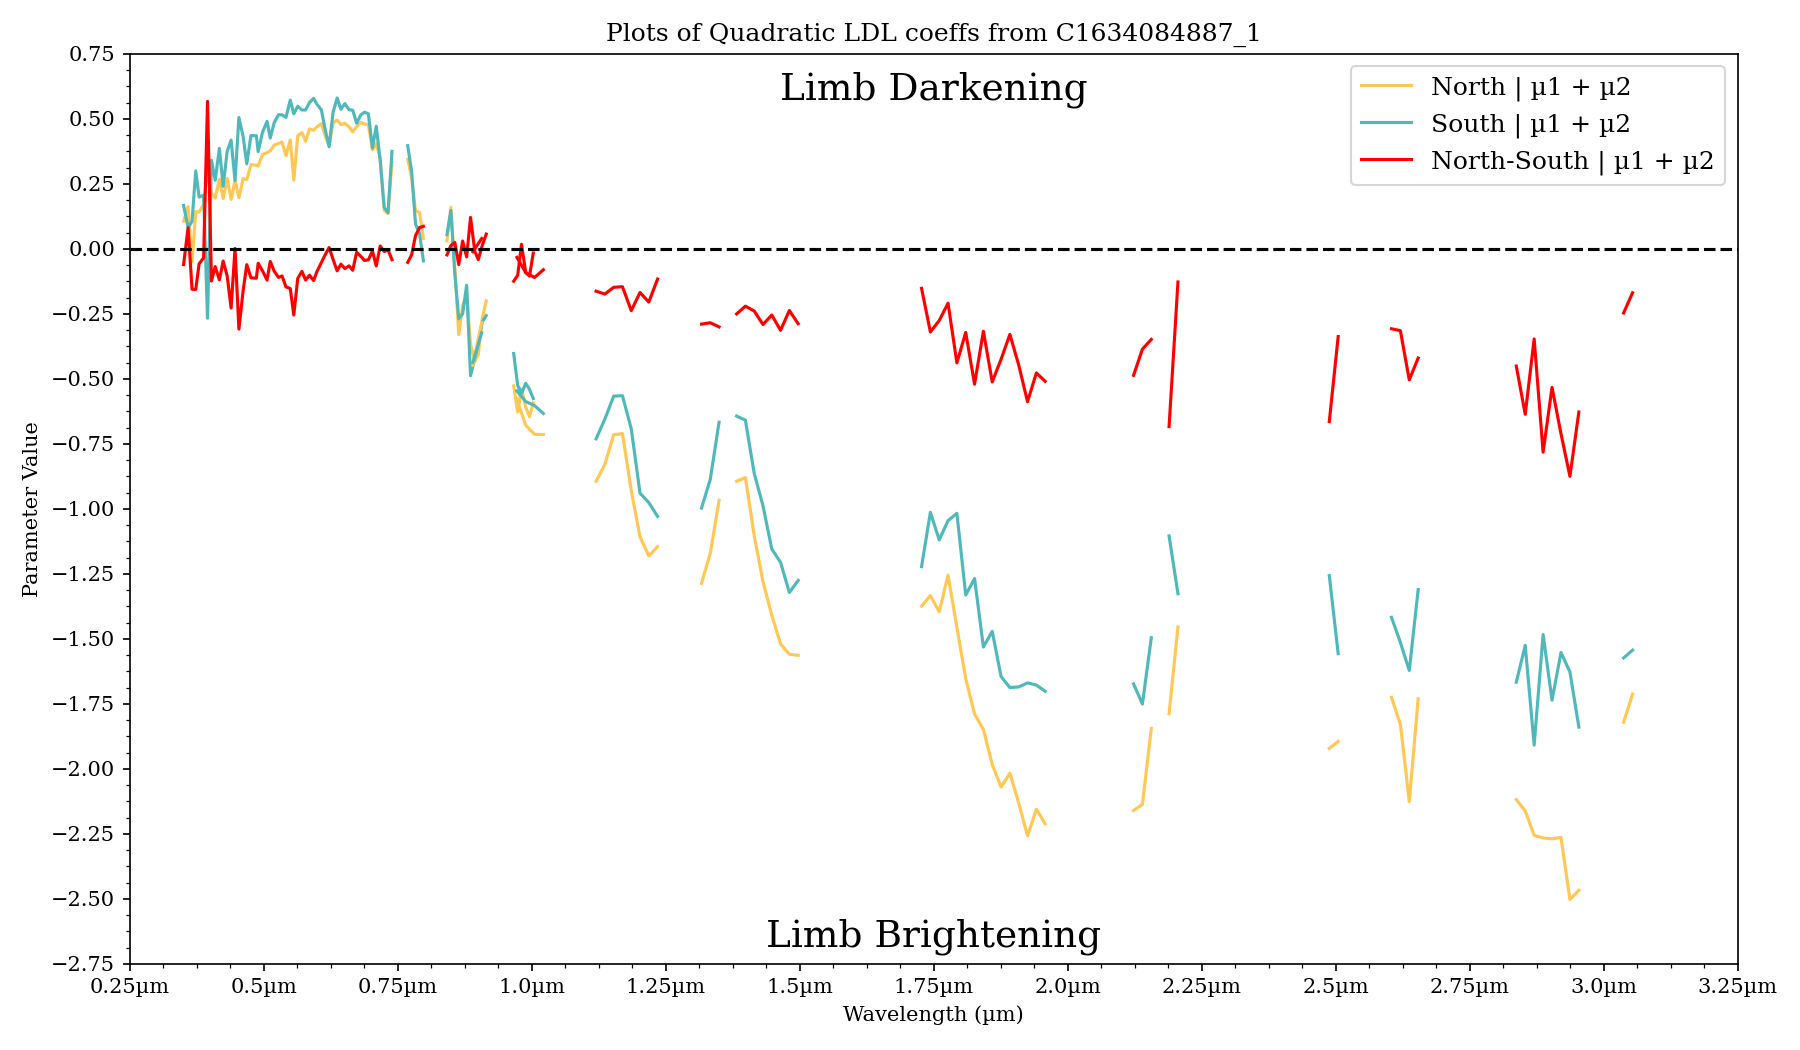 Plots of Quadratic LDL coeffs from C1634084887_1
Limb Darkening
North | µ1 + µ2
South | µ1 + µ2
North-South | µ1 + µ2
Parameter Value
0.75
0.50
0.25
0.00
−0.25
−0.50
−0.75
−1.00
−1.25
−1.50
−1.75
−2.00
−2.25
−2.50
−2.75
Limb Brightening
0.25µm 0.5µm 0.75µm 1.0µm 1.25µm 1.5µm 1.75µm 2.0µm 2.25µm 2.5µm 2.75µm 3.0µm 3.25µm
Wavelength (µm)